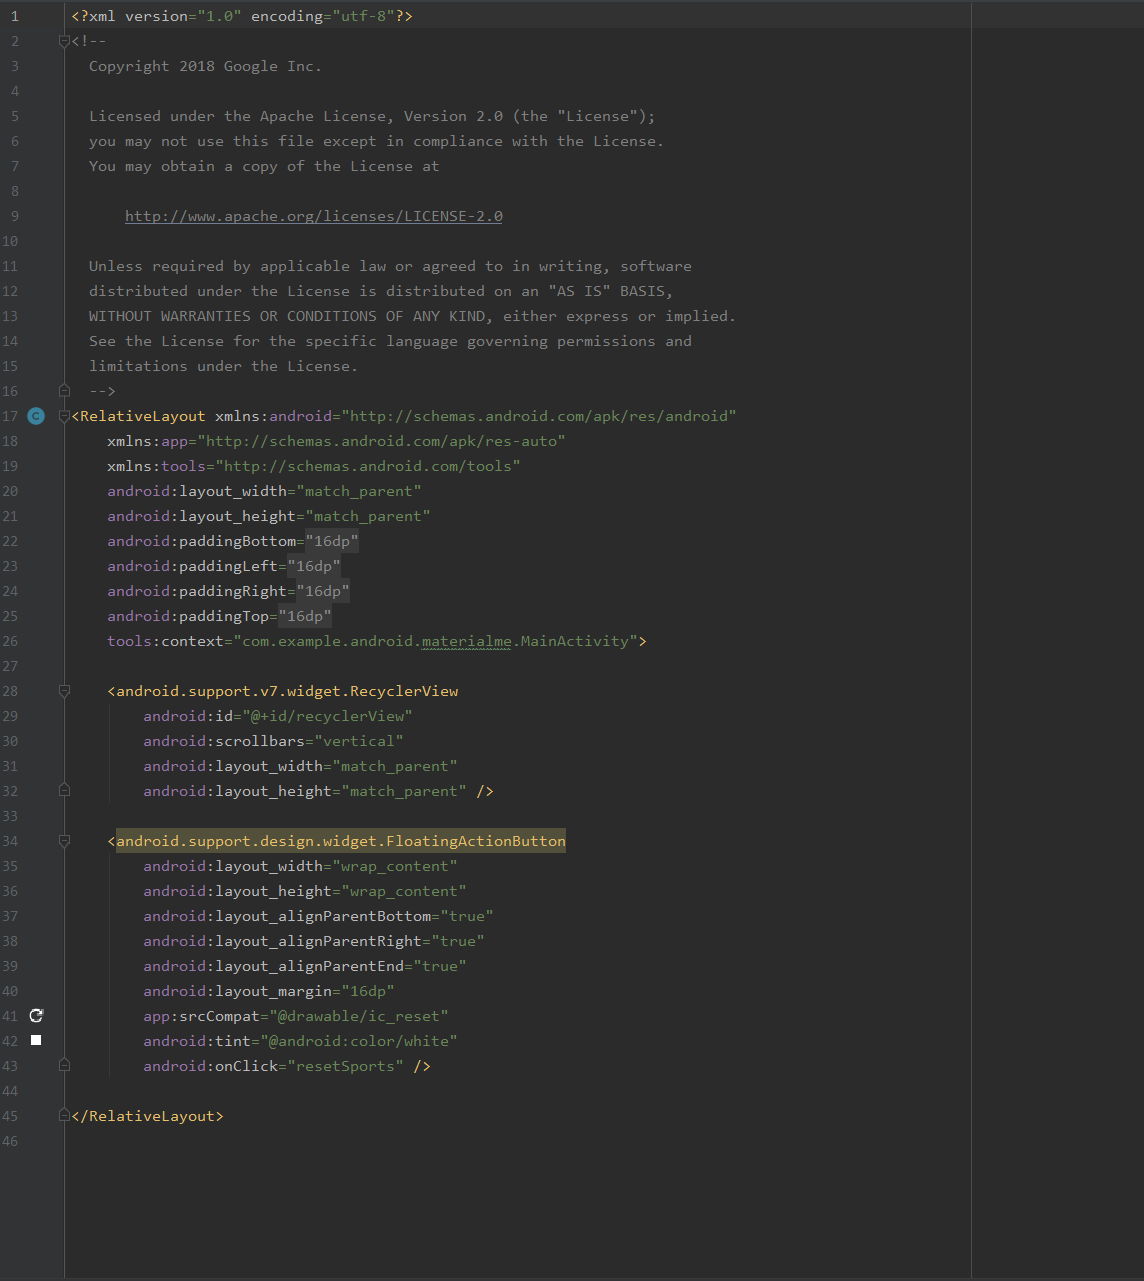 1 <?xml version="1.0" encoding="utf-8"?>
2 <!--
3 Copyright 2018 Google Inc.
4
5 Licensed under the Apache License, Version 2.0 (the "License");
6 you may not use this file except in compliance with the License.
7 You may obtain a copy of the License at
8
9 http://www.apache.org/licenses/LICENSE-2.0
10
11 Unless required by applicable law or agreed to in writing, software
12 distributed under the License is distributed on an "AS IS" BASIS,
13 WITHOUT WARRANTIES OR CONDITIONS OF ANY KIND, either express or implied.
14 See the License for the specific language governing permissions and
15 limitations under the License.
16 -->
17 C <RelativeLayout xmlns:android="http://schemas.android.com/apk/res/android"
18 xmlns:app="http://schemas.android.com/apk/res-auto"
19 xmlns:tools="http://schemas.android.com/tools"
20 android:layout_width="match_parent"
21 android:layout_height="match_parent"
22 android:paddingBottom="16dp"
23 android:paddingLeft="16dp"
24 android:paddingRight="16dp"
25 android:paddingTop="16dp"
26 tools:context="com.example.android.materialme.MainActivity">
27
28 <android.support.v7.widget.RecyclerView
29 android:id="@+id/recyclerView"
30 android:scrollbars="vertical"
31 android:layout_width="match_parent"
32 android:layout_height="match_parent" />
33
34 <android.support.design.widget.FloatingActionButton
35 android:layout_width="wrap_content"
36 android:layout_height="wrap_content"
37 android:layout_alignParentBottom="true"
38 android:layout_alignParentRight="true"
39 android:layout_alignParentEnd="true"
40 android:layout_margin="16dp"
41 app:srcCompat="@drawable/ic_reset"
42 android:tint="@android:color/white"
43 android:onClick="resetSports" />
44
45 </RelativeLayout>
46